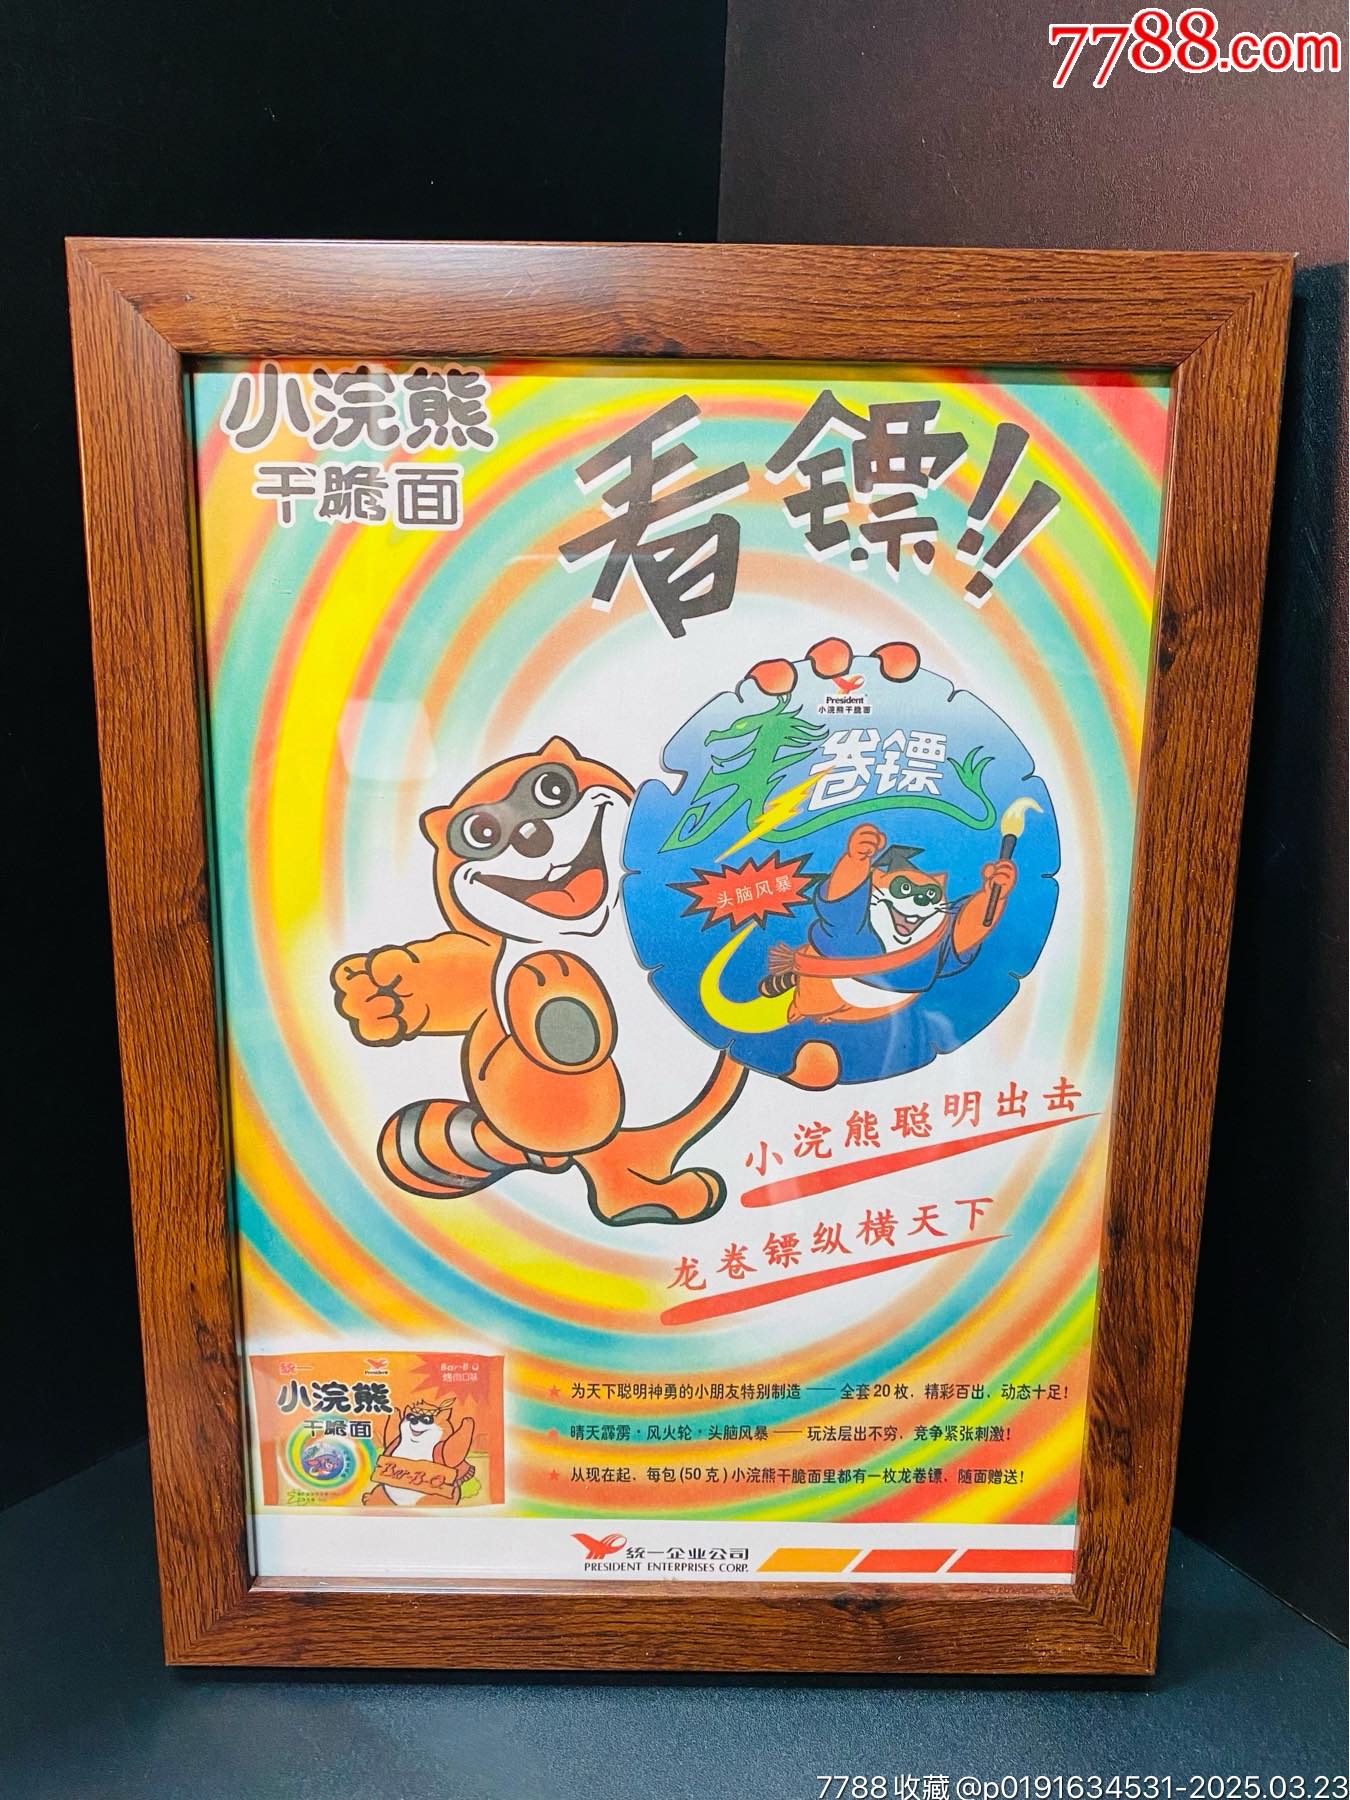 7788.com
小浣熊
干脆面
看镖!!
President
小浣熊干脆面
龙卷镖
头脑风暴
小浣熊聪明出击
龙卷镖纵横天下
统一
President
Bar-B-Q
烤肉口味
小浣熊
干脆面
Bar-B-Q
★ 为天下聪明神勇的小朋友特别制造——全套20枚，精彩百出，动态十足！
★ 晴天霹雳·风火轮·头脑风暴——玩法层出不穷，竞争紧张刺激！
★ 从现在起，每包(50克)小浣熊干脆面里都有一枚龙卷镖，随面赠送！
统一企业公司
PRESIDENT ENTERPRISES CORP.
7788收藏@p0191634531-2025.03.23